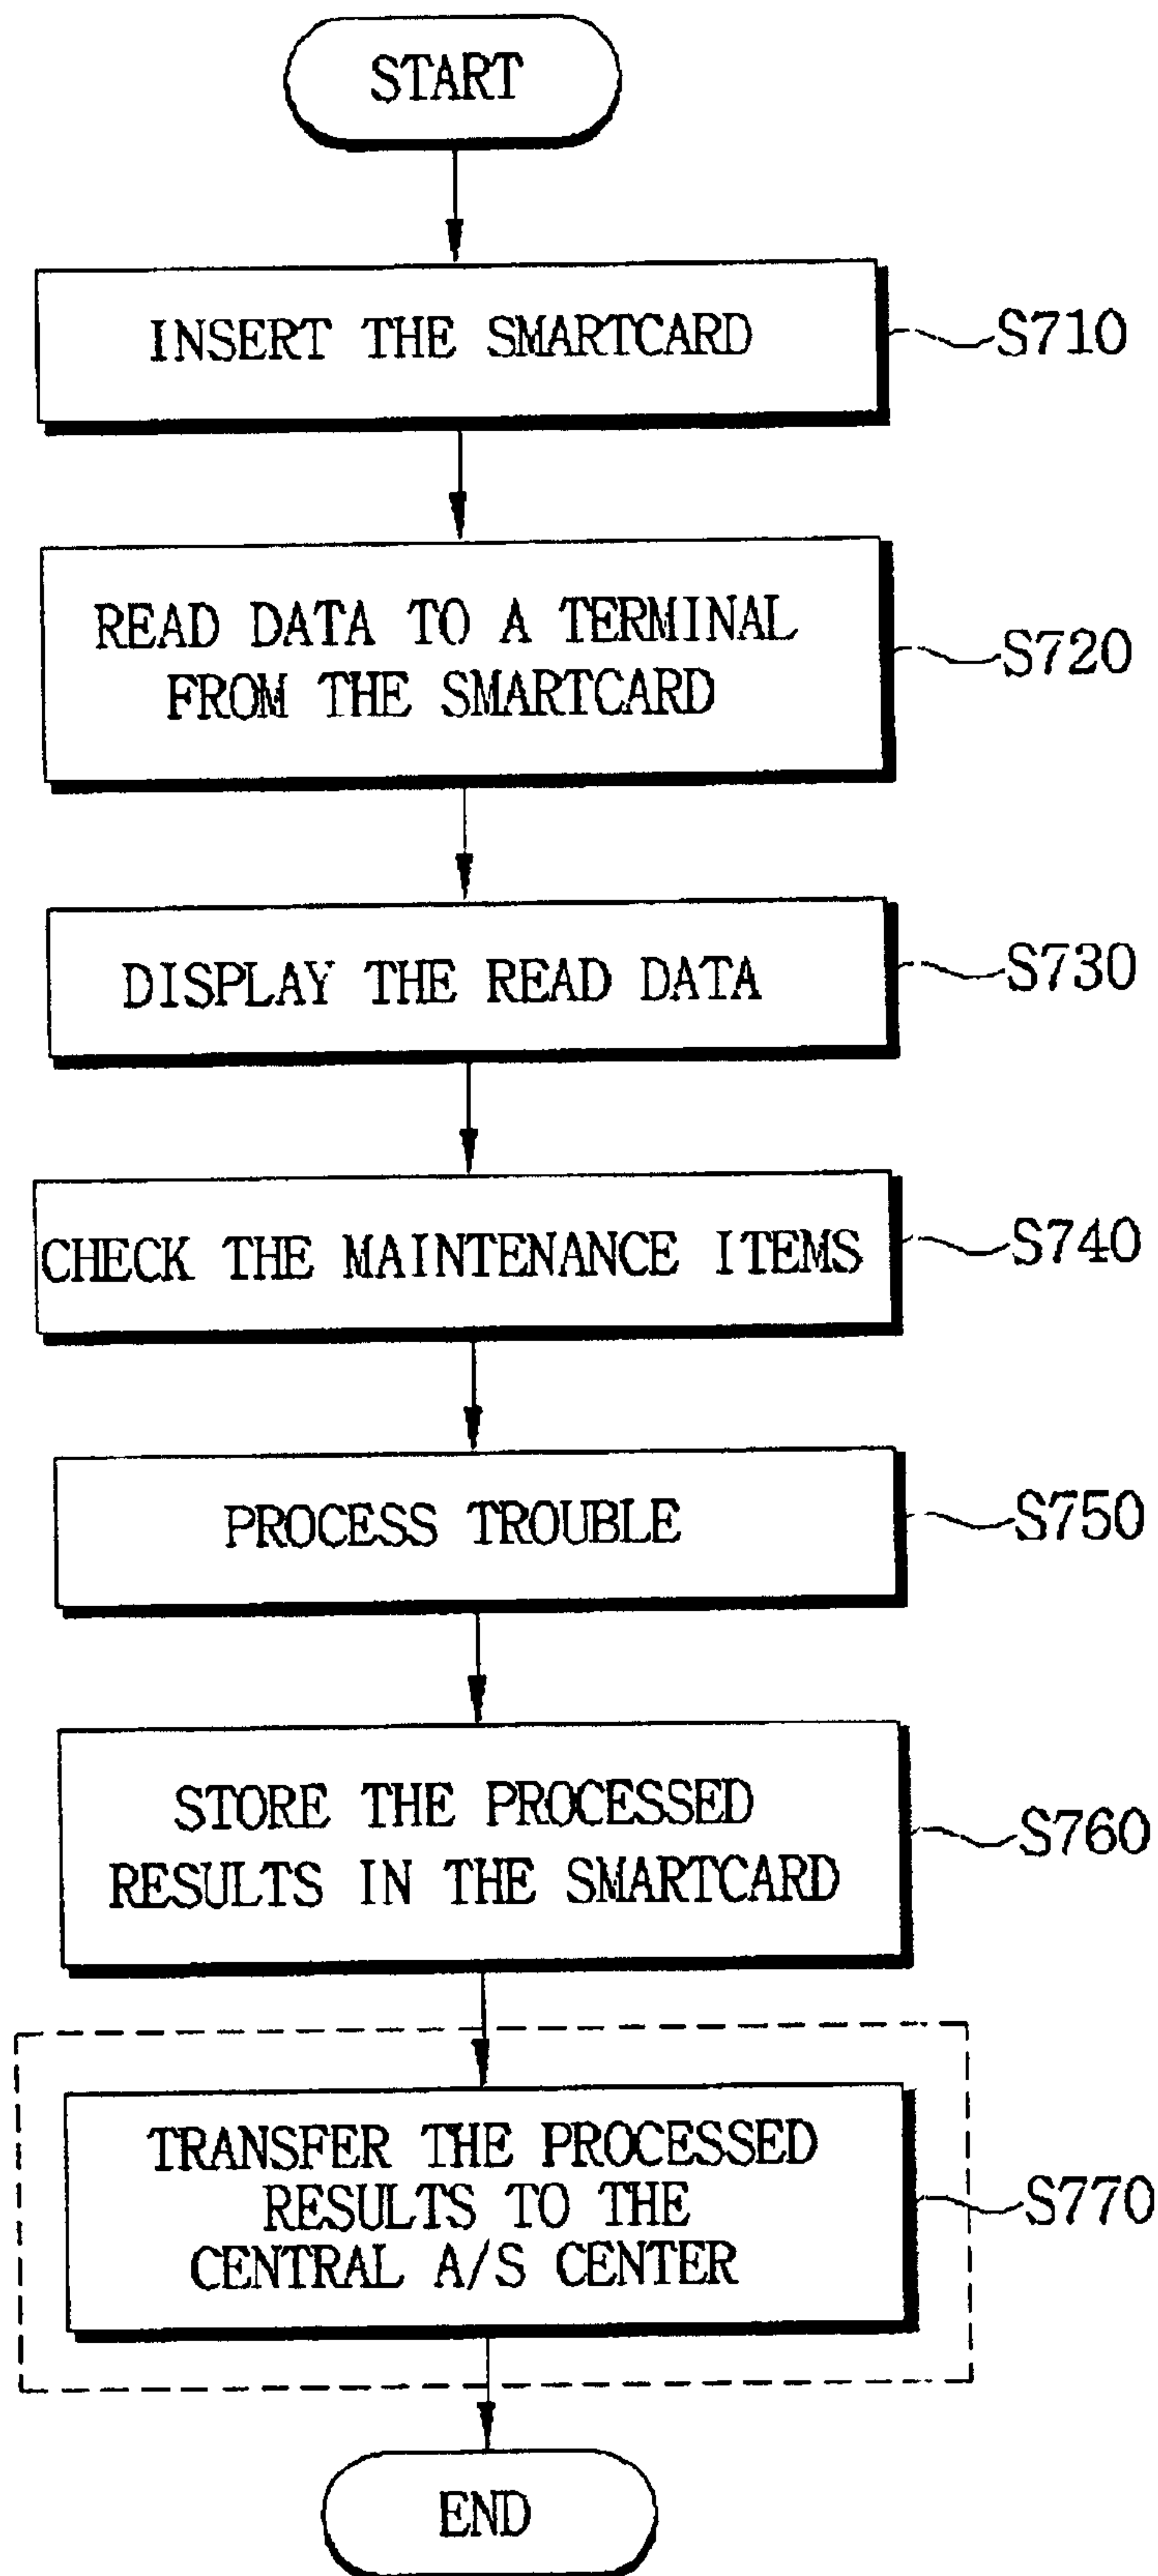 START
INSERT THE SMARTCARD
S710
READ DATA TO A TERMINAL
FROM THE SMARTCARD
S720
DISPLAY THE READ DATA
S730
CHECK THE MAINTENANCE ITEMS
S740
PROCESS TROUBLE
S750
STORE THE PROCESSED
RESULTS IN THE SMARTCARD
S760
TRANSFER THE PROCESSED
RESULTS TO THE
CENTRAL A/S CENTER
S770
END